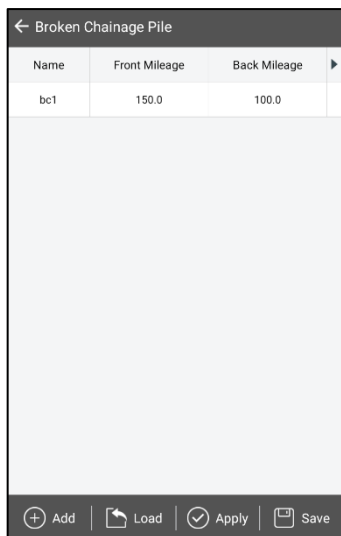 Broken Chainage Pile
Name Front Mileage Back Mileage
bc1 150.0 100.0
Add Load Apply Save